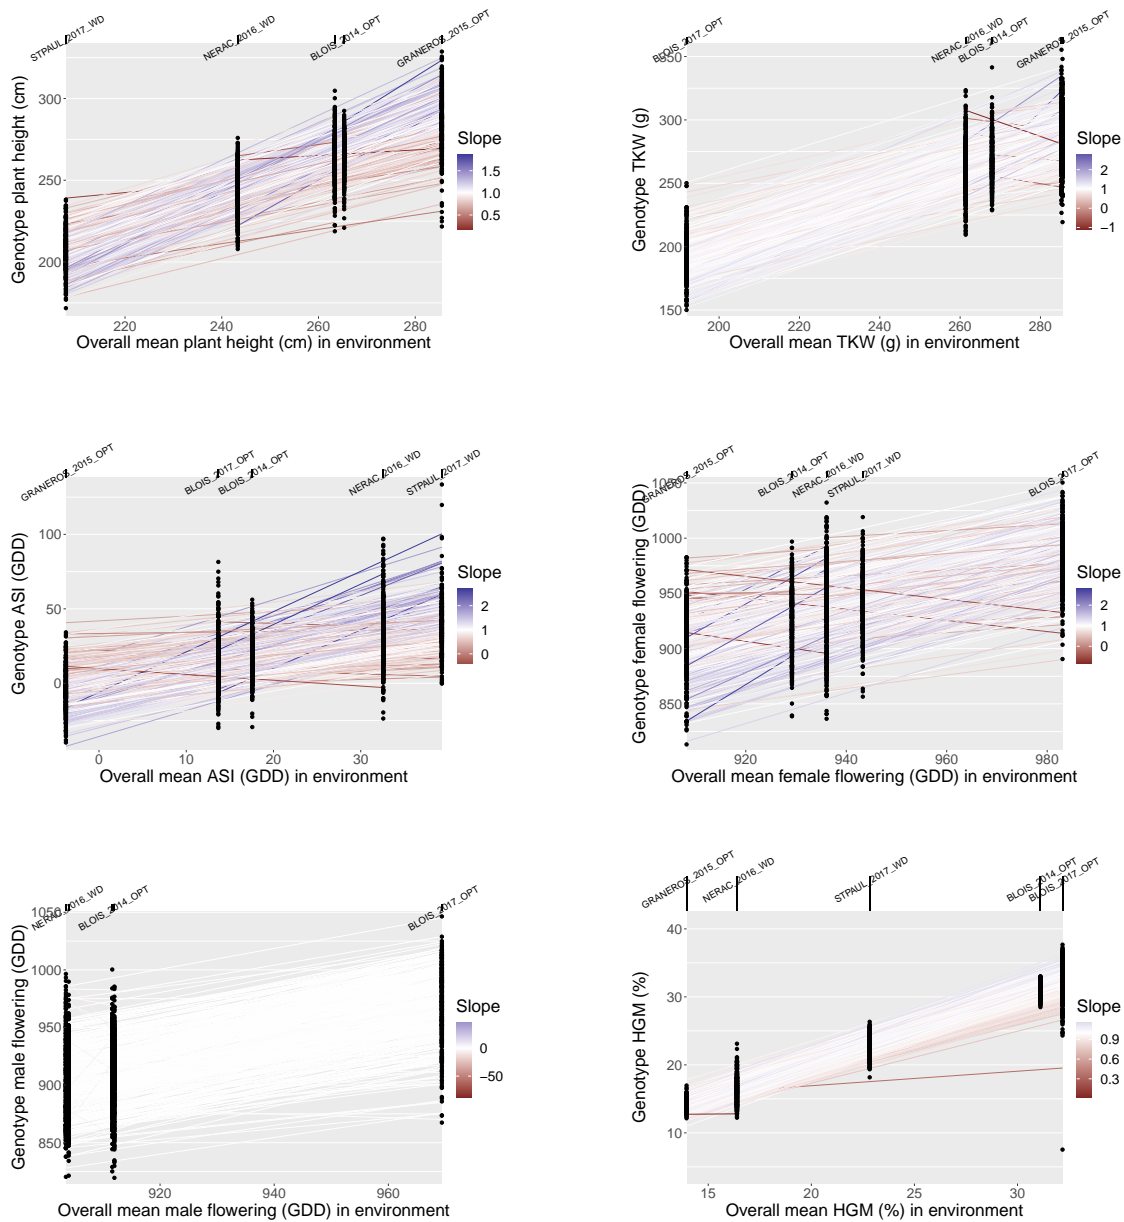 STPAUL_2017_WD
NERAC_2016_WD
BLOIS_2014_OPT
GRANEROS_2015_OPT
Genotype plant height (cm)
300
250
200
220 240 260 280
Overall mean plant height (cm) in environment
Slope
1.5
1.0
0.5
BLOIS_2017_OPT
NERAC_2016_WD
BLOIS_2014_OPT
GRANEROS_2015_OPT
Genotype TKW (g)
350
300
250
200
150
200 220 240 260 280
Overall mean TKW (g) in environment
Slope
2
1
0
−1
GRANEROS_2015_OPT
BLOIS_2017_OPT
BLOIS_2014_OPT
NERAC_2016_WD
STPAUL_2017_WD
Genotype ASI (GDD)
100
50
0
0 10 20 30
Overall mean ASI (GDD) in environment
Slope
2
1
0
GRANEROS_2015_OPT
BLOIS_2014_OPT
NERAC_2016_WD
STPAUL_2017_WD
BLOIS_2017_OPT
Genotype female flowering (GDD)
1050
1000
950
900
850
920 940 960 980
Overall mean female flowering (GDD) in environment
Slope
2
1
0
NERAC_2016_WD
BLOIS_2014_OPT
BLOIS_2017_OPT
Genotype male flowering (GDD)
1050
1000
950
900
850
920 940 960
Overall mean male flowering (GDD) in environment
Slope
0
−50
GRANEROS_2015_OPT
NERAC_2016_WD
STPAUL_2017_WD
BLOIS_2014_OPT
BLOIS_2017_OPT
Genotype HGM (%)
40
30
20
10
15 20 25 30
Overall mean HGM (%) in environment
Slope
0.9
0.6
0.3